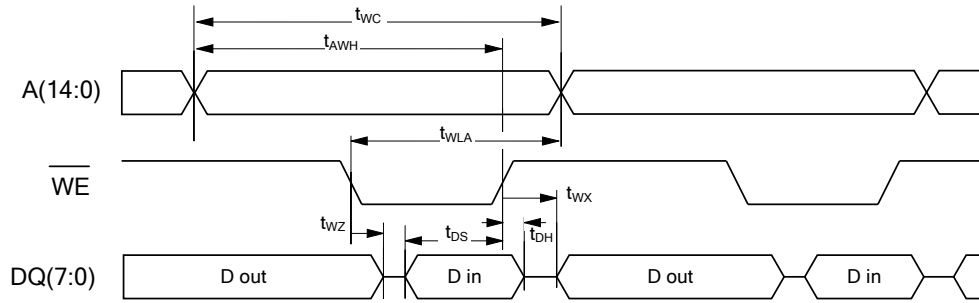 tWC
tAWH
A(14:0)
tWLA
WE
tWX
tWZ
tDS
tDH
DQ(7:0)
D out
D in
D out
D in